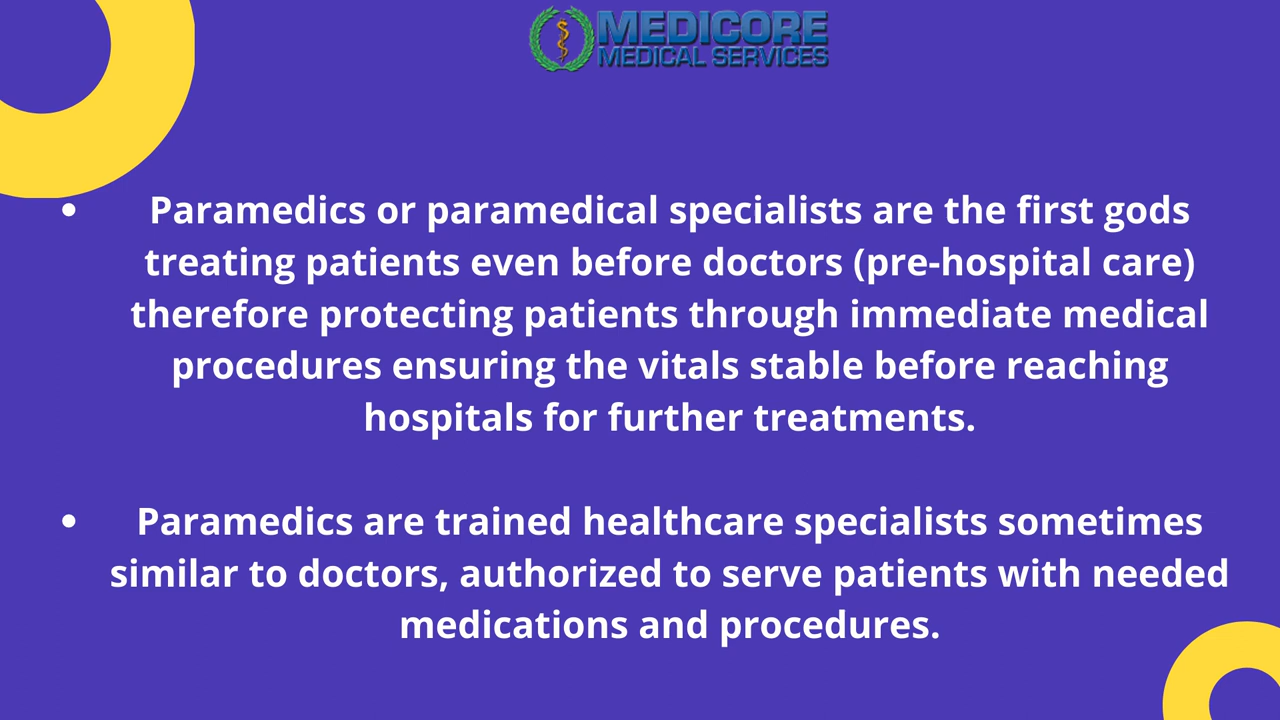 MEDICORE
MEDICAL SERVICES
• Paramedics or paramedical specialists are the first gods
treating patients even before doctors (pre-hospital care)
therefore protecting patients through immediate medical
procedures ensuring the vitals stable before reaching
hospitals for further treatments.
• Paramedics are trained healthcare specialists sometimes
similar to doctors, authorized to serve patients with needed
medications and procedures.